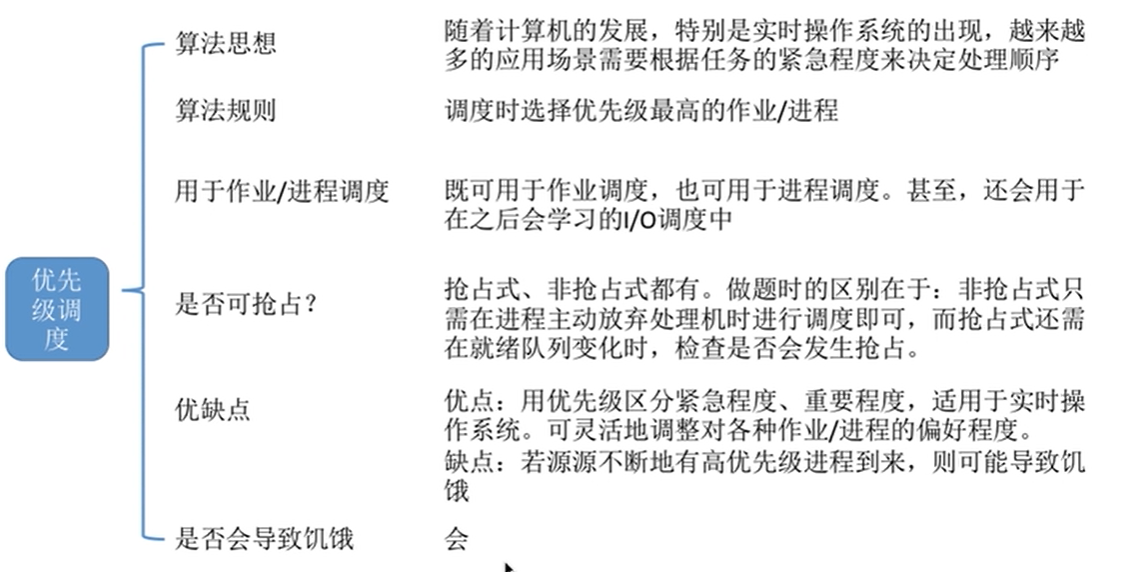 算法思想
随着计算机的发展，特别是实时操作系统的出现，越来越
多的应用场景需要根据任务的紧急程度来决定处理顺序
算法规则
调度时选择优先级最高的作业/进程
用于作业/进程调度
既可用于作业调度，也可用于进程调度。甚至，还会用于
在之后会学习的I/O调度中
优先
级调
度
是否可抢占？
抢占式、非抢占式都有。做题时的区别在于：非抢占式只
需在进程主动放弃处理机时进行调度即可，而抢占式还需
在就绪队列变化时，检查是否会发生抢占。
优缺点
优点：用优先级区分紧急程度、重要程度，适用于实时操
作系统。可灵活地调整对各种作业/进程的偏好程度。
缺点：若源源不断地有高优先级进程到来，则可能导致饥
饿
是否会导致饥饿
会